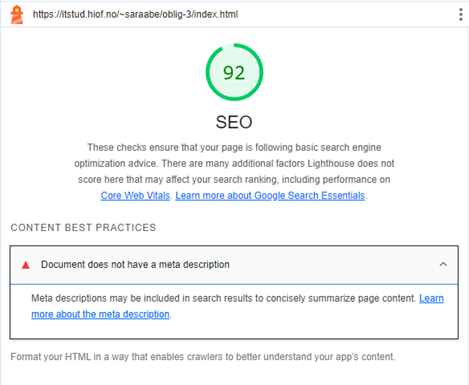 https://itstud.hiof.no/~saraabe/oblig-3/index.html
92
SEO
These checks ensure that your page is following basic search engine
optimization advice. There are many additional factors Lighthouse does not
score here that may affect your search ranking, including performance on
Core Web Vitals. Learn more about Google Search Essentials.
CONTENT BEST PRACTICES
Document does not have a meta description
Meta descriptions may be included in search results to concisely summarize page content. Learn
more about the meta description.
Format your HTML in a way that enables crawlers to better understand your app's content.